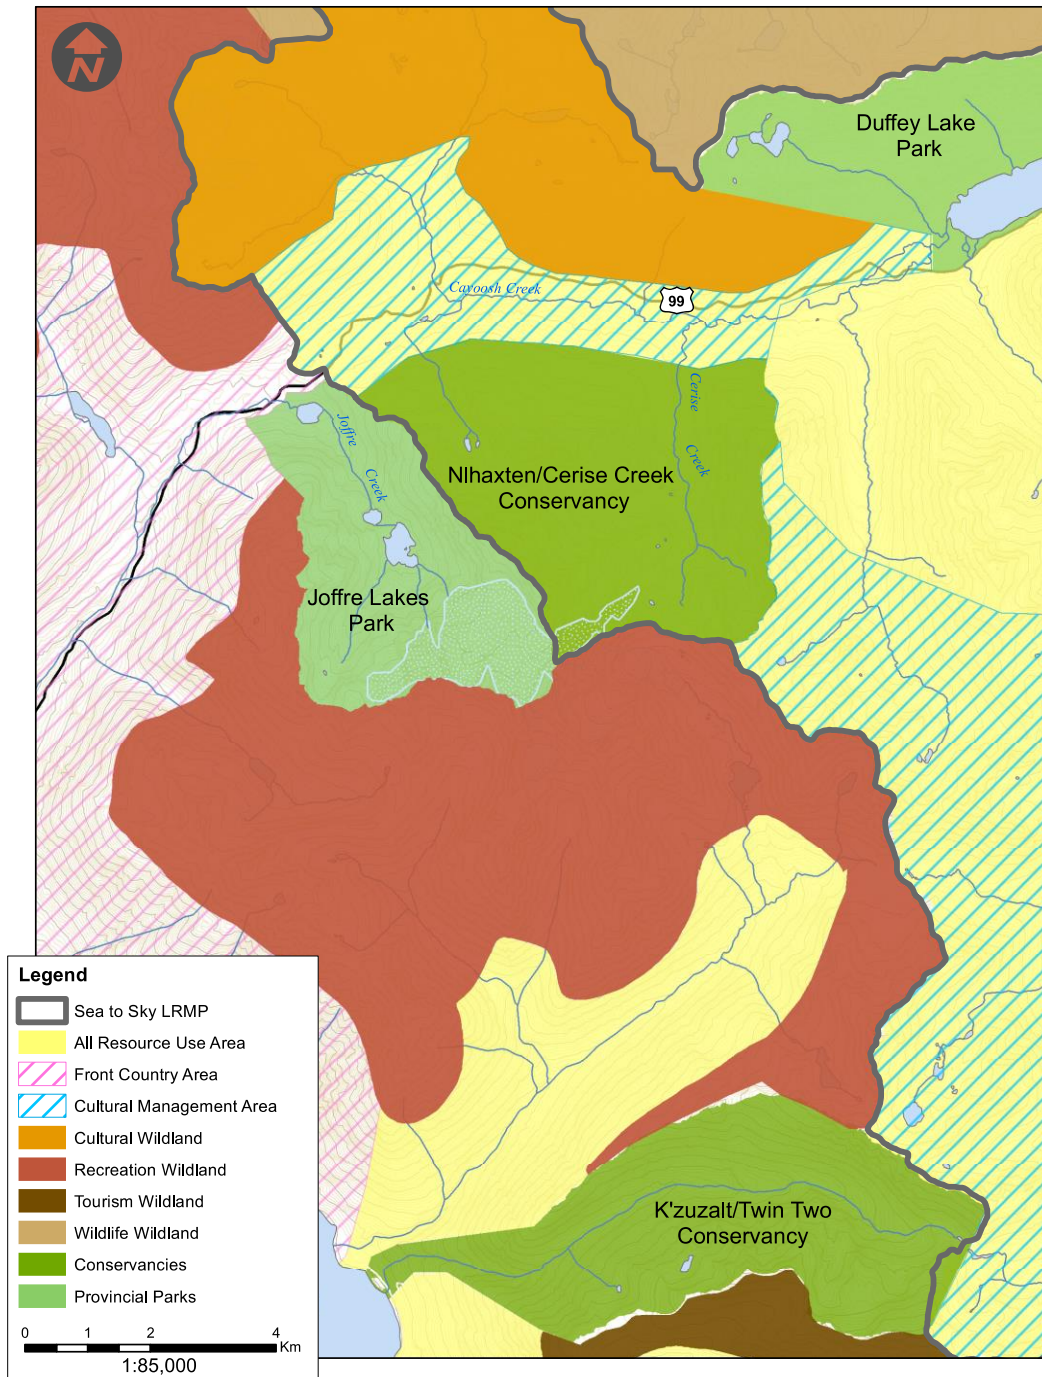 N
Duffey Lake
Park
Cayoosh Creek
99
Cerise
Creek
Joffre
Creek
Nlhaxten/Cerise Creek
Conservancy
Joffre Lakes
Park
K'zuzalt/Twin Two
Conservancy
Legend
Sea to Sky LRMP
All Resource Use Area
Front Country Area
Cultural Management Area
Cultural Wildland
Recreation Wildland
Tourism Wildland
Wildlife Wildland
Conservancies
Provincial Parks
0 1 2 4
Km
1:85,000